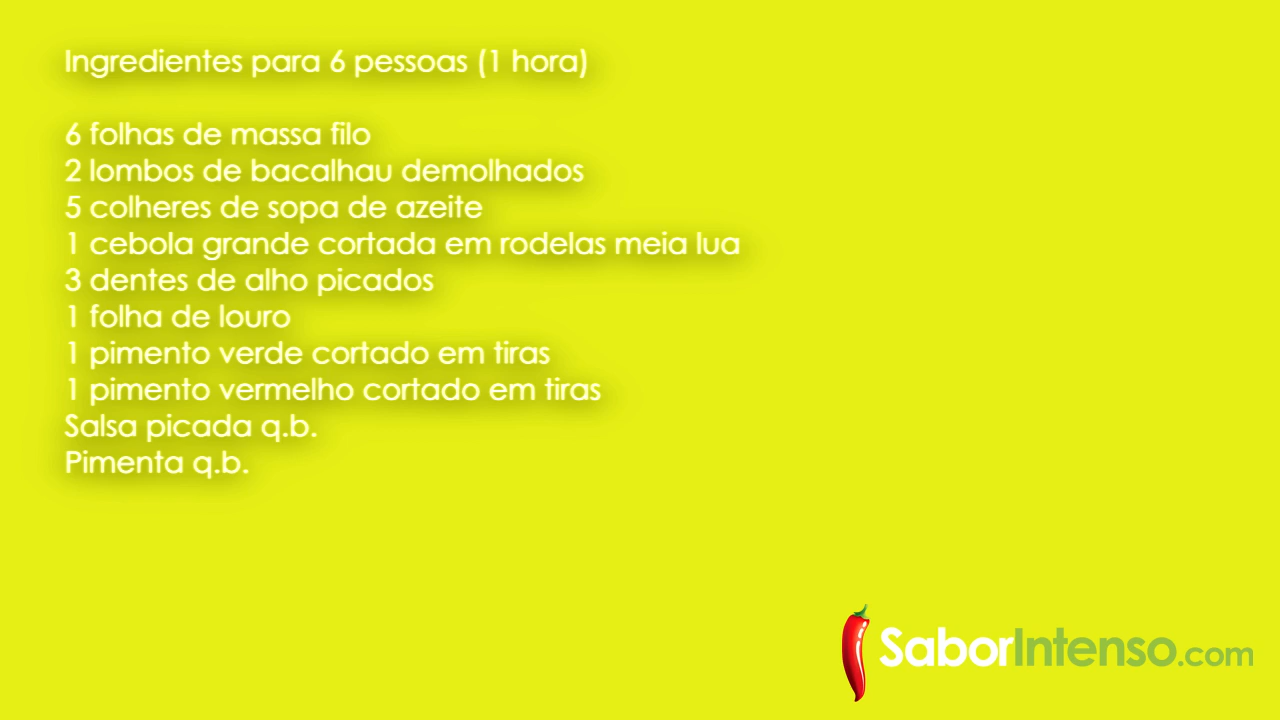 Ingredientes para 6 pessoas (1 hora)
6 folhas de massa filo
2 lombos de bacalhau demolhados
5 colheres de sopa de azeite
1 cebola grande cortada em rodelas meia lua
3 dentes de alho picados
1 folha de louro
1 pimento verde cortado em tiras
1 pimento vermelho cortado em tiras
Salsa picada q.b.
Pimenta q.b.
SaborIntenso.com